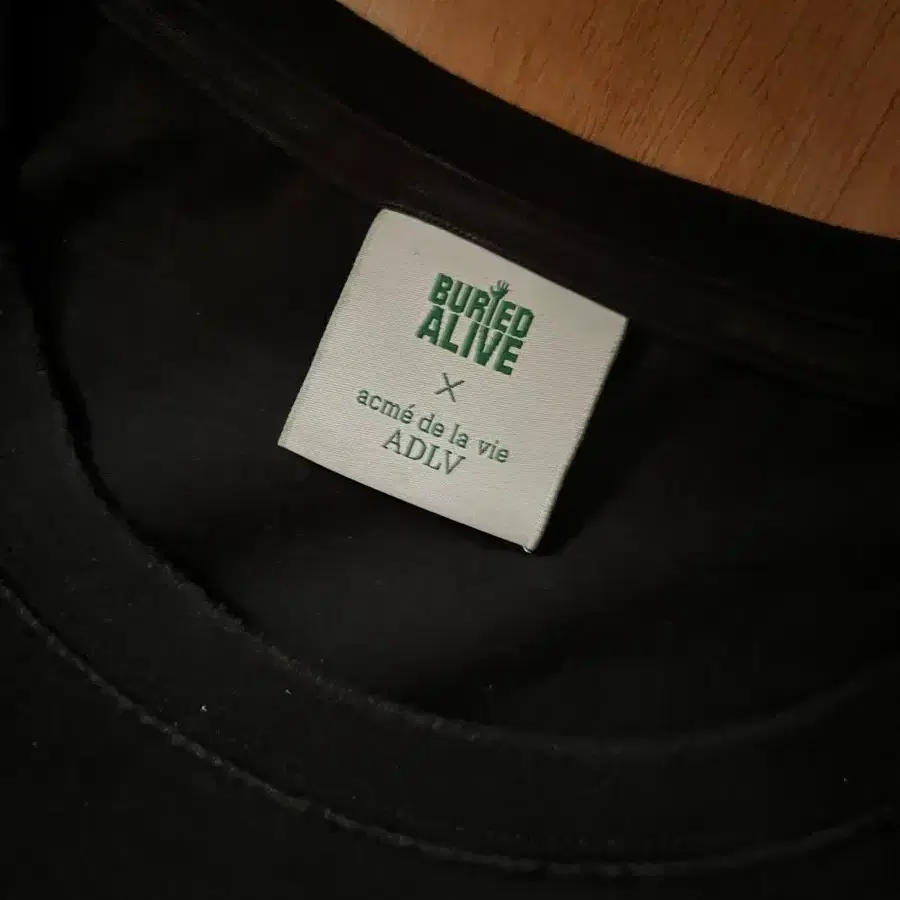 BURIED
ALIVE
X
acmé de la vie
ADLV